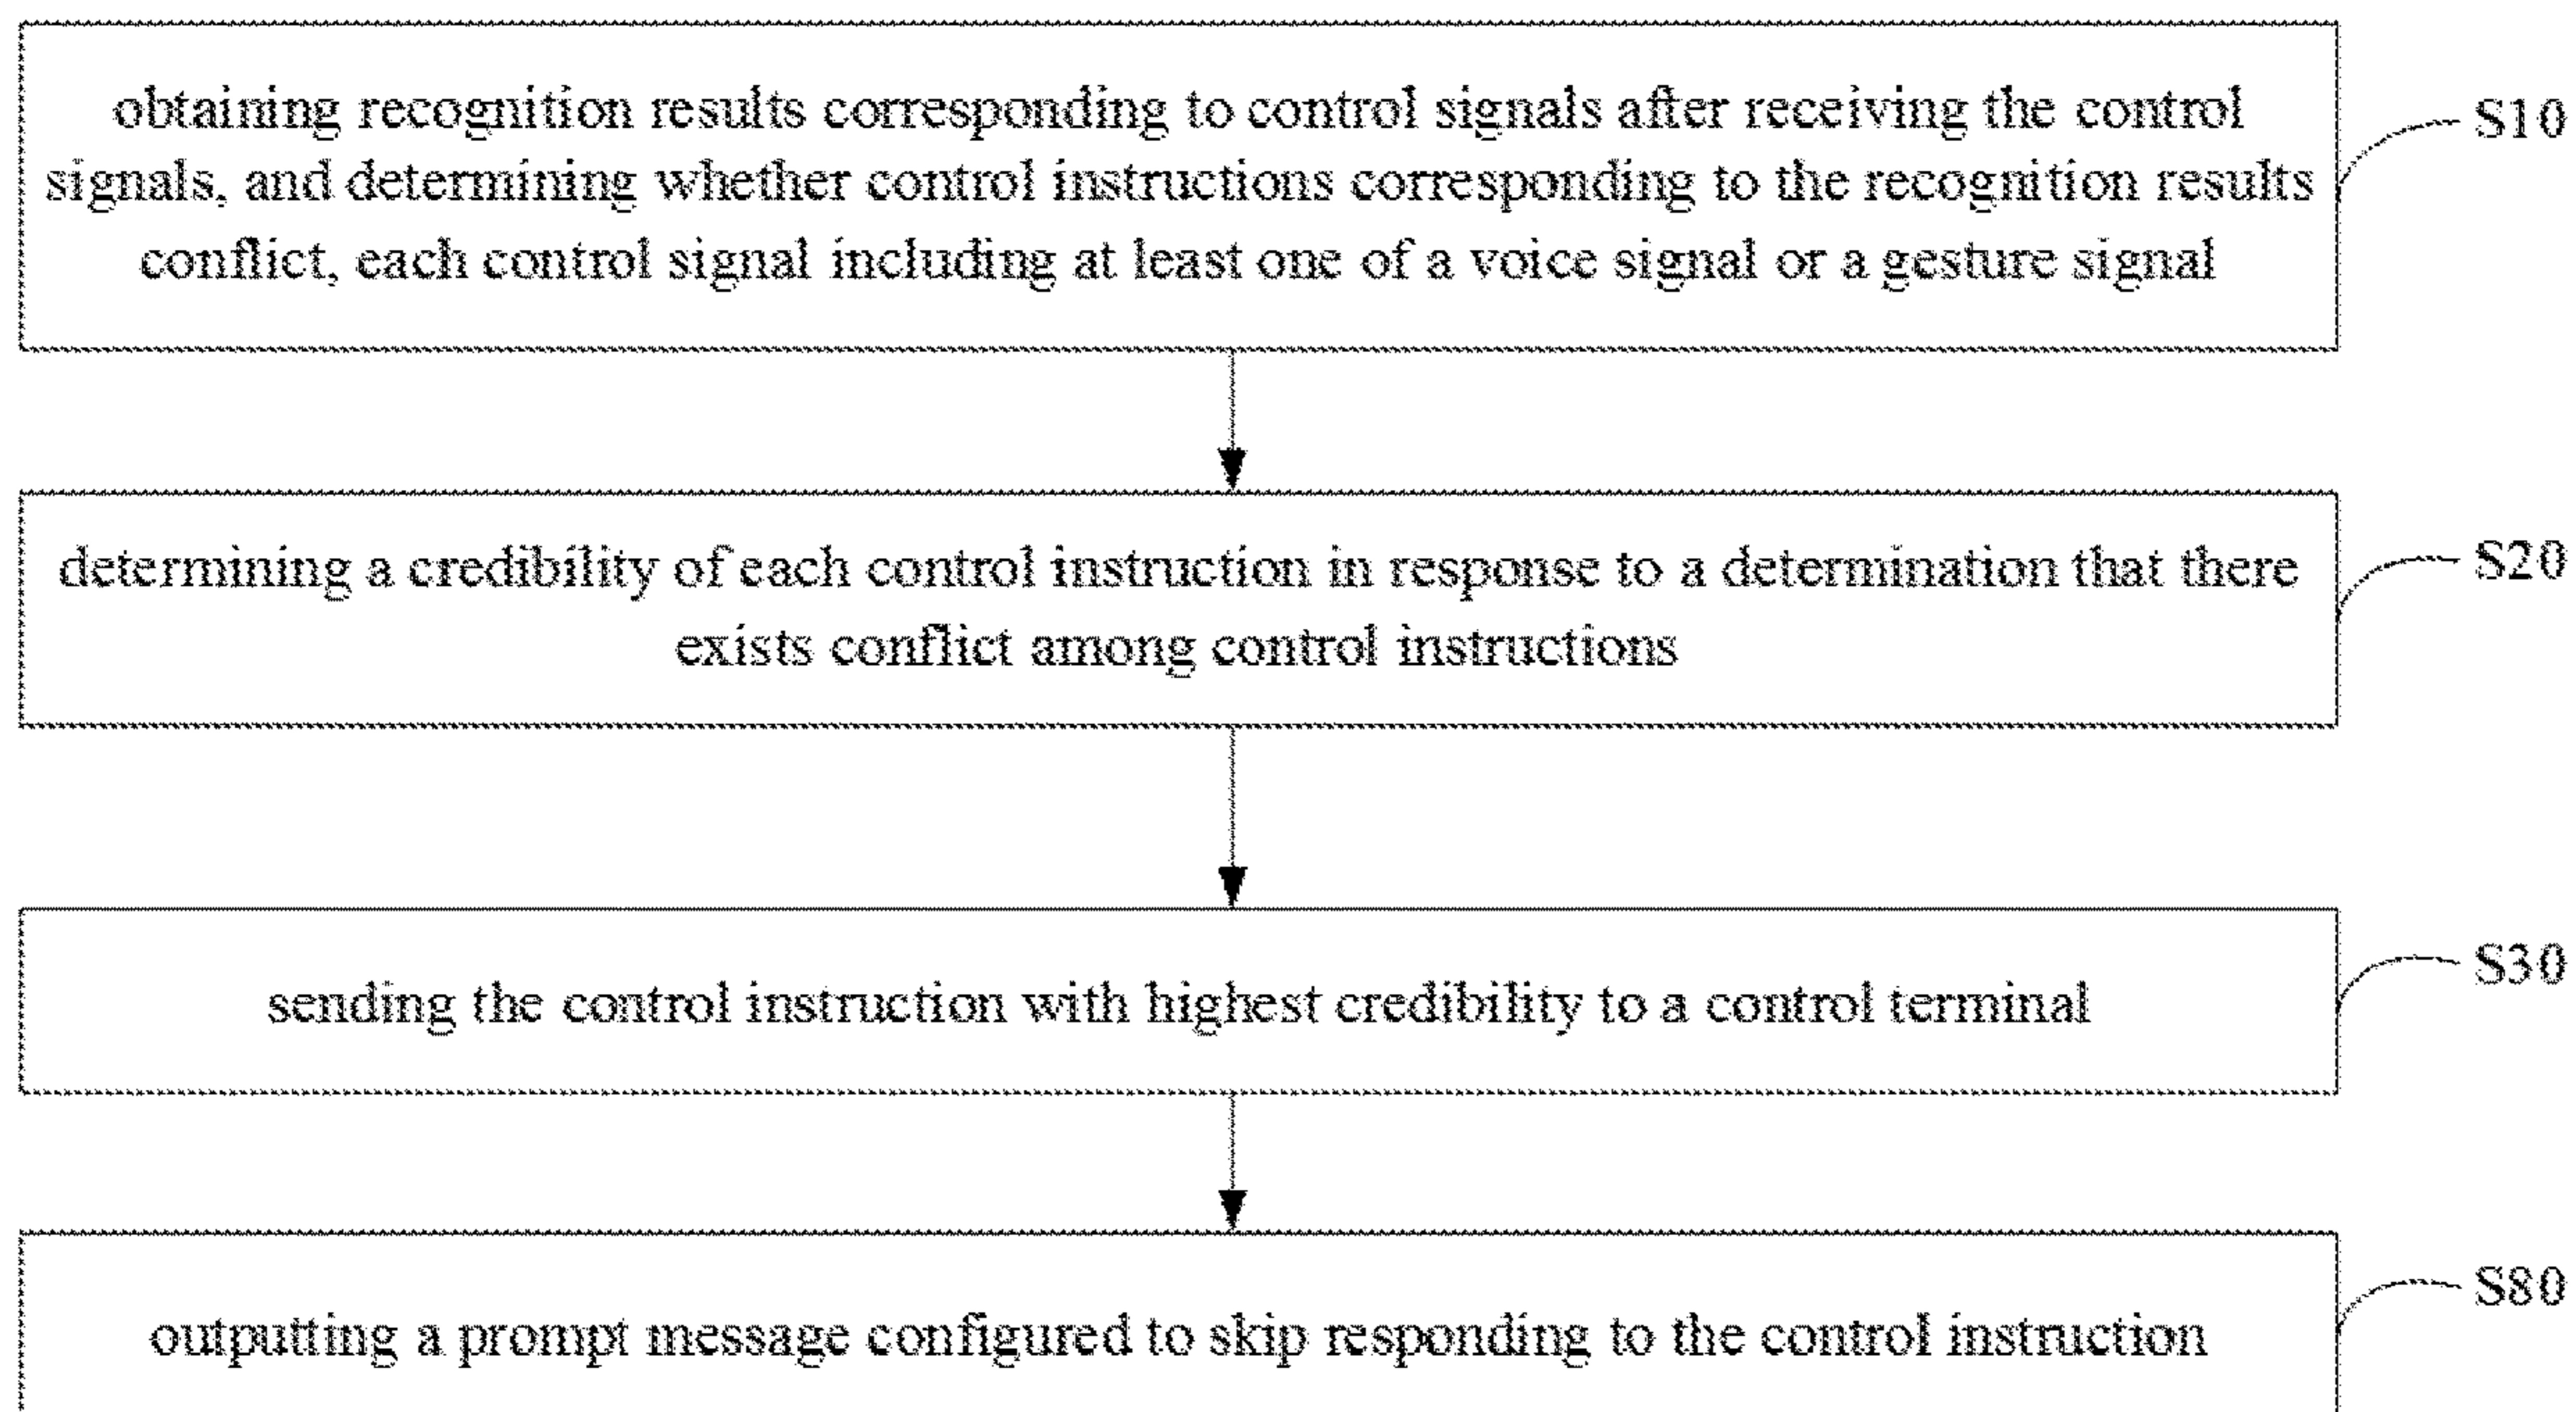 obtaining recognition results corresponding to control signals after receiving the control
signals, and determining whether control instructions corresponding to the recognition results
conflict, each control signal including at least one of a voice signal or a gesture signal
S10
determining a credibility of each control instruction in response to a determination that there
exists conflict among control instructions
S20
sending the control instruction with highest credibility to a control terminal
S30
outputting a prompt message configured to skip responding to the control instruction
S80